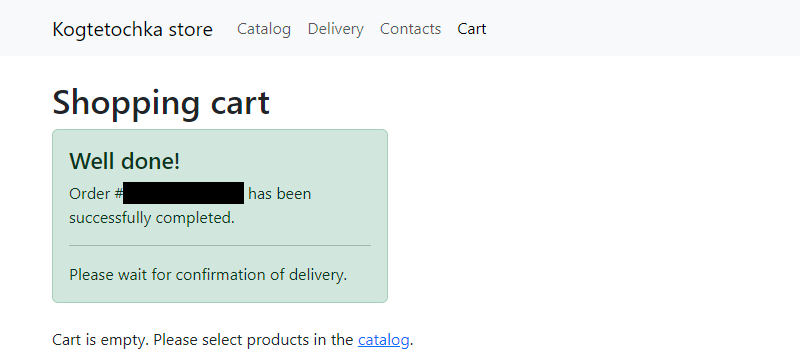 Kogtetochka store Catalog Delivery Contacts Cart
Shopping cart
Well done!
Order # has been
successfully completed.
Please wait for confirmation of delivery.
Cart is empty. Please select products in the catalog.